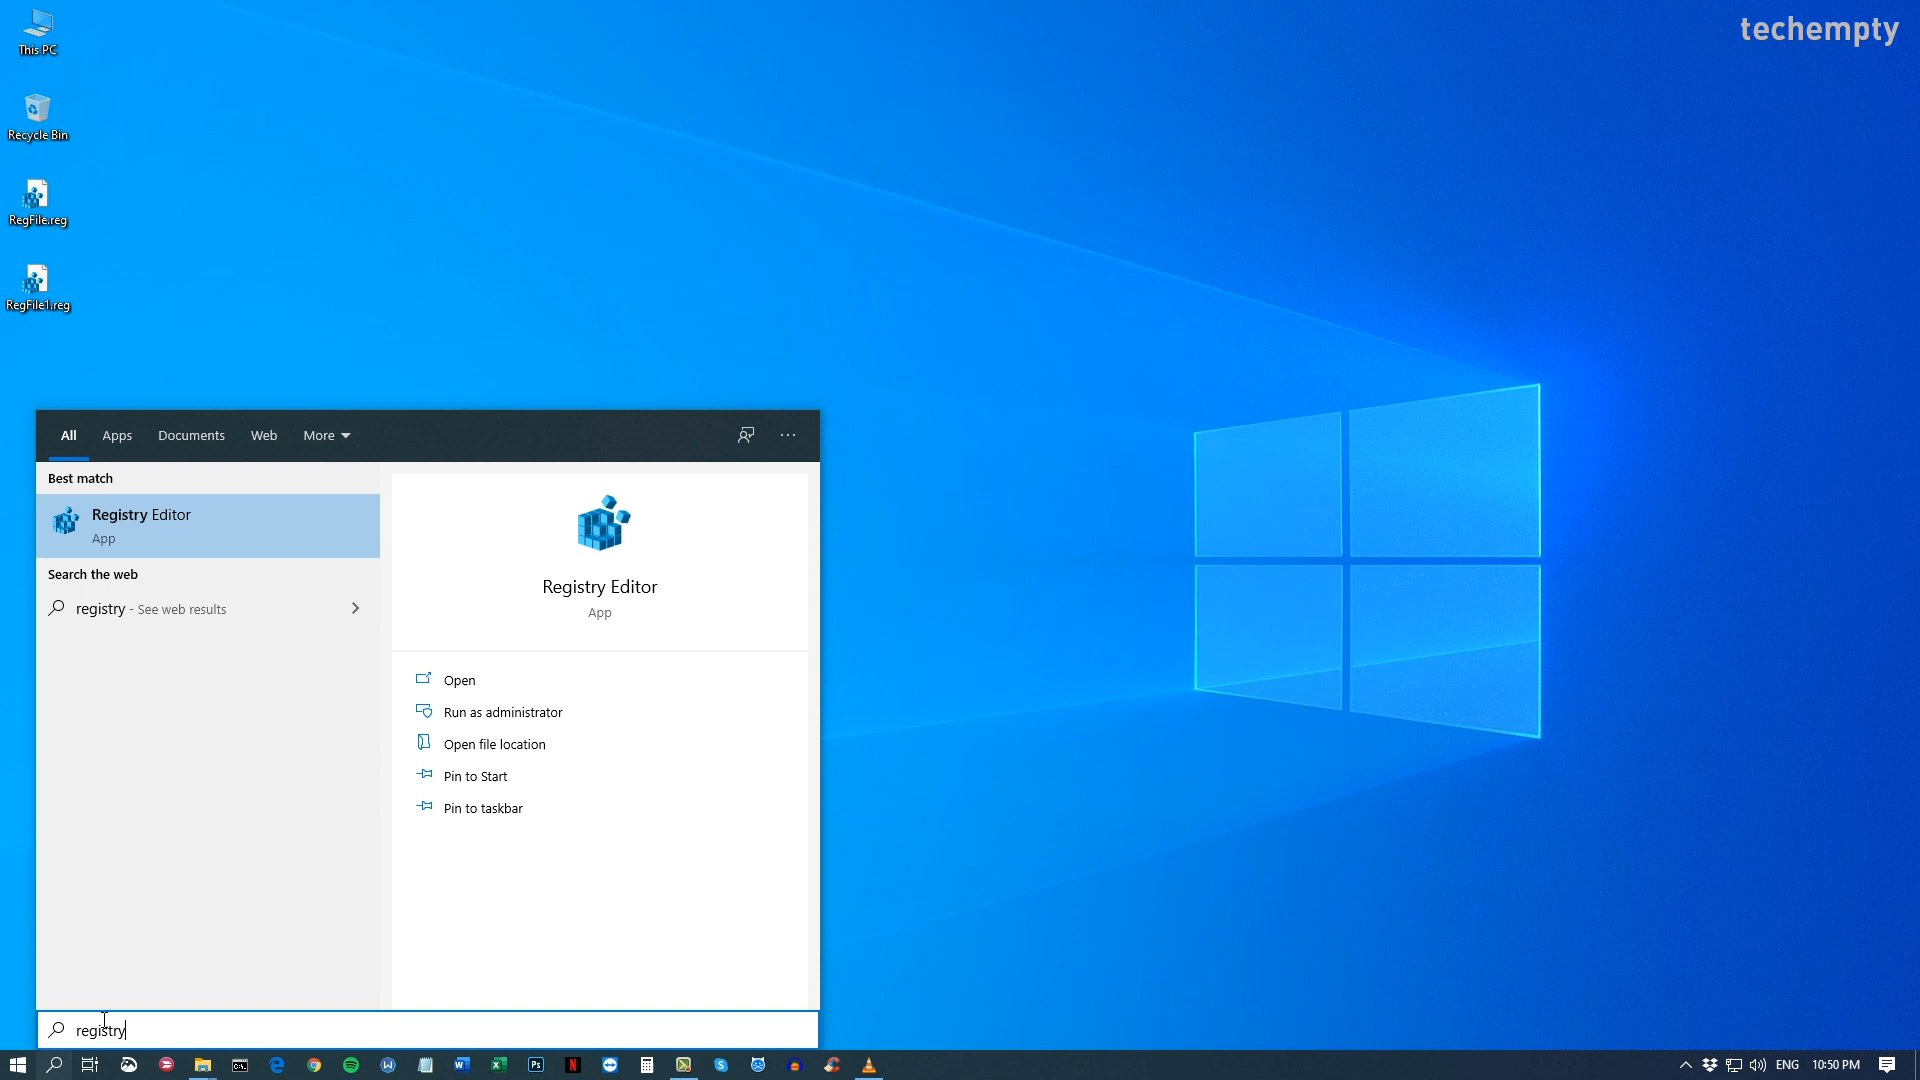 techempty
This PC
Recycle Bin
RegFile.reg
RegFile1.reg
All Apps Documents Web More
Best match
Registry Editor
App
Search the web
registry - See web results
Registry Editor
App
Open
Run as administrator
Open file location
Pin to Start
Pin to taskbar
registry
ENG 10:50 PM